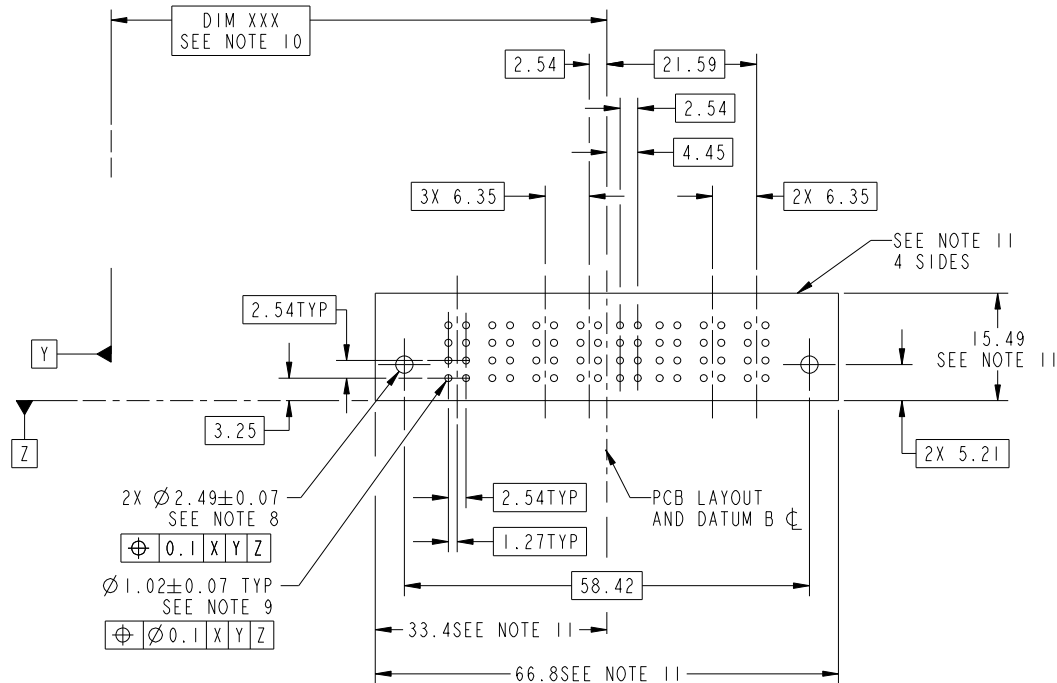 DIM XXX
SEE NOTE 10
2.54
21.59
2.54
4.45
3X 6.35
2X 6.35
SEE NOTE 11
4 SIDES
2.54TYP
Y
15.49
SEE NOTE 11
3.25
Z
2X 5.21
2X Ø2.49±0.07
SEE NOTE 8
⌖ 0.1 X Y Z
2.54TYP
PCB LAYOUT
AND DATUM B ℄
1.27TYP
Ø1.02±0.07 TYP
SEE NOTE 9
⌖ Ø0.1 X Y Z
58.42
33.4SEE NOTE 11
66.8SEE NOTE 11